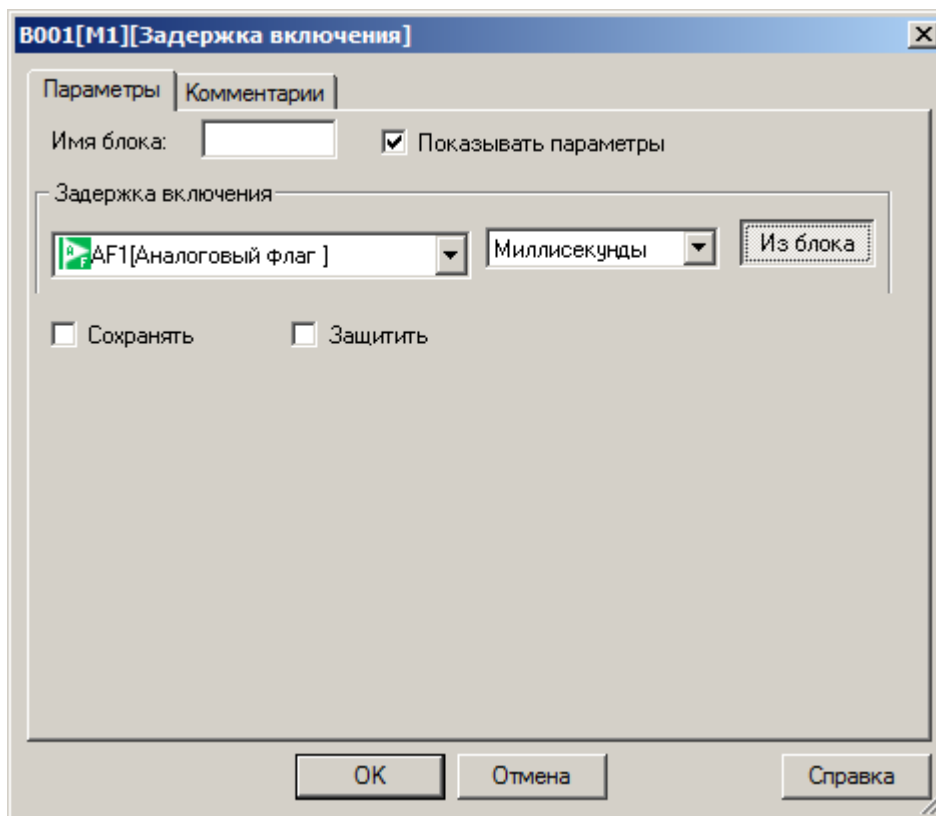 B001[M1][Задержка включения]
Параметры Комментарии
Имя блока: Показывать параметры
Задержка включения
AF1[Аналоговый флаг ] Миллисекунды Из блока
Сохранять Защитить
OK Отмена Справка